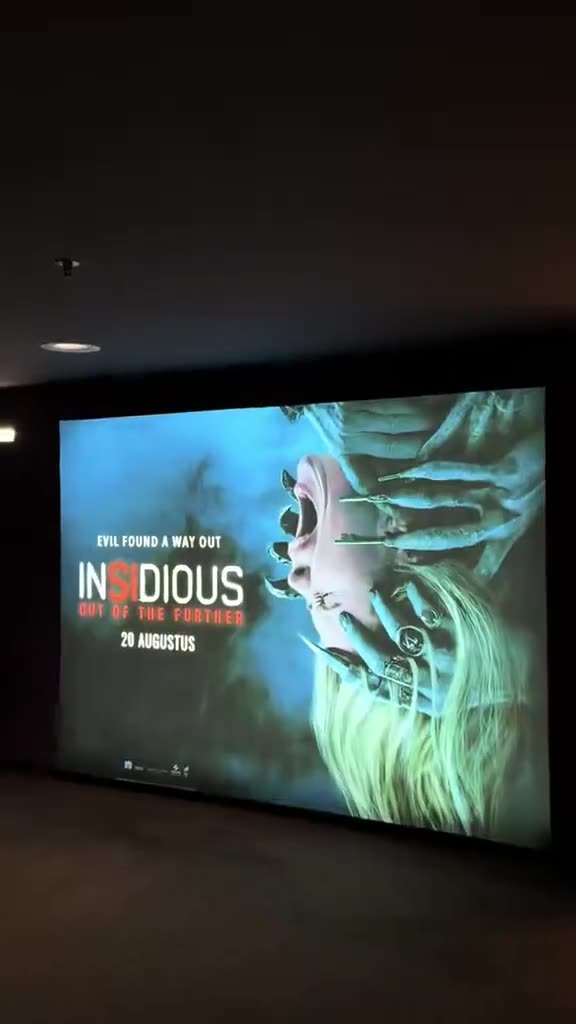 EVIL FOUND A WAY OUT
INSIDIOUS
OUT OF THE FURTHER
20 AUGUSTUS